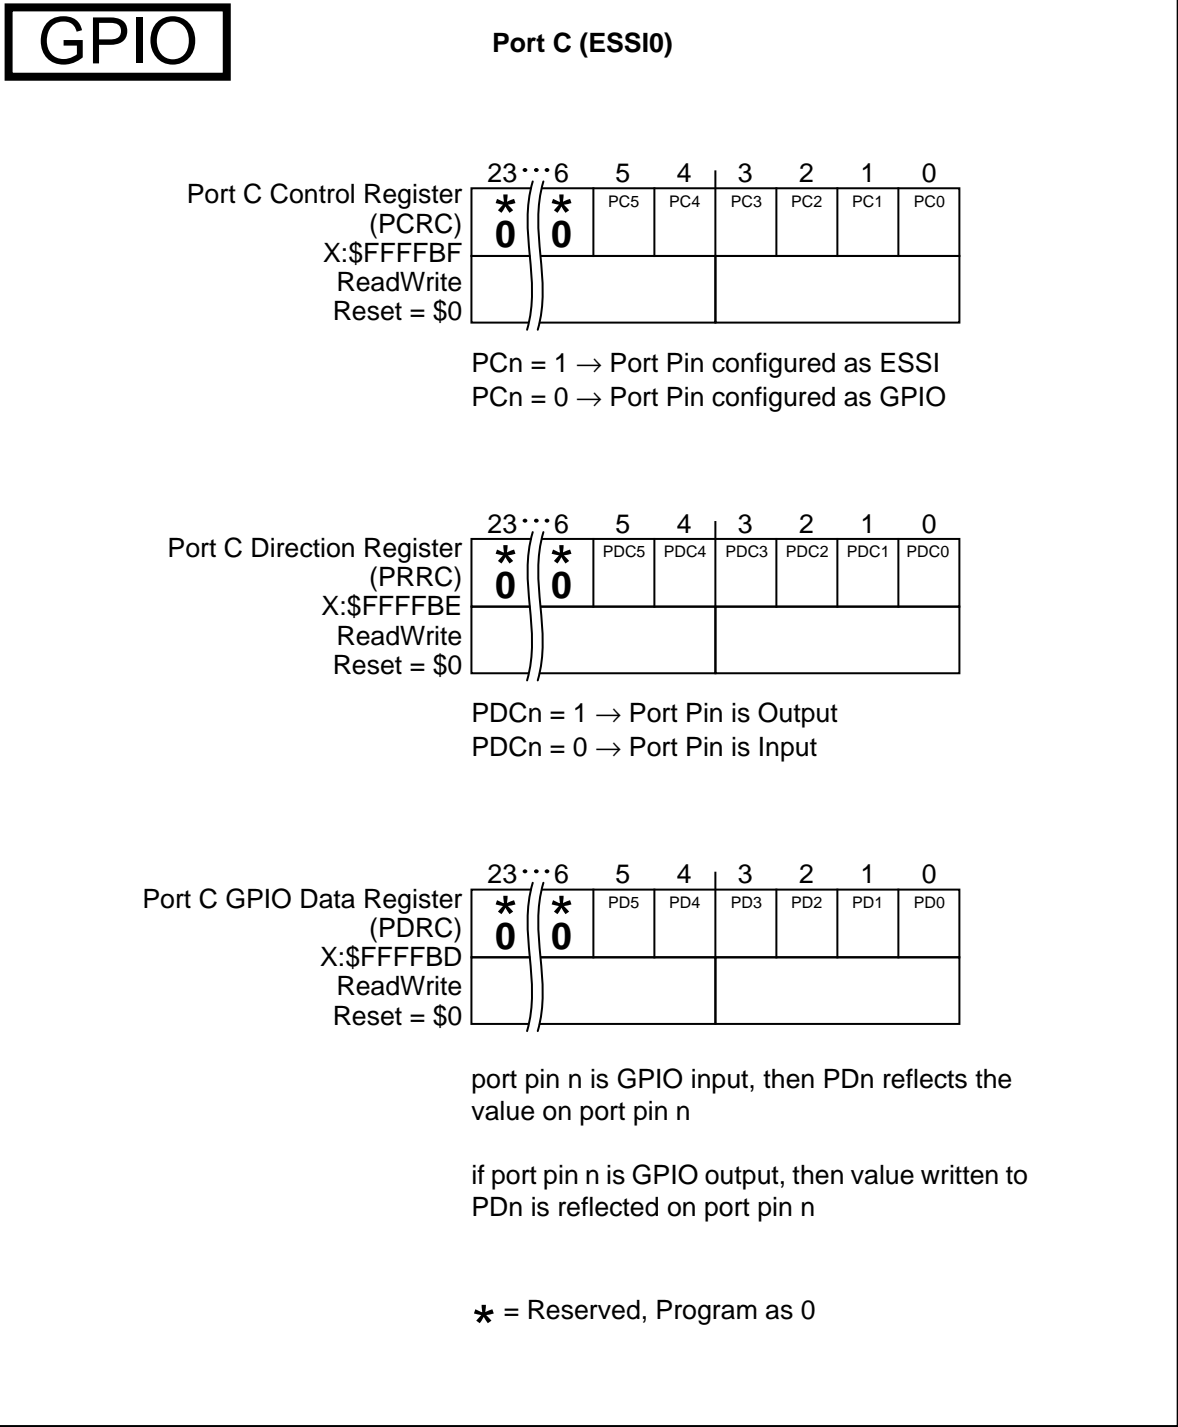 GPIO
Port C (ESSI0)
23 ··· 6 5 4 3 2 1 0
Port C Control Register
(PCRC)
X:$FFFFBF
ReadWrite
Reset = $0
* * PC5 PC4 PC3 PC2 PC1 PC0
0 0
PCn = 1 → Port Pin configured as ESSI
PCn = 0 → Port Pin configured as GPIO
23 ··· 6 5 4 3 2 1 0
Port C Direction Register
(PRRC)
X:$FFFFBE
ReadWrite
Reset = $0
* * PDC5 PDC4 PDC3 PDC2 PDC1 PDC0
0 0
PDCn = 1 → Port Pin is Output
PDCn = 0 → Port Pin is Input
23 ··· 6 5 4 3 2 1 0
Port C GPIO Data Register
(PDRC)
X:$FFFFBD
ReadWrite
Reset = $0
* * PD5 PD4 PD3 PD2 PD1 PD0
0 0
port pin n is GPIO input, then PDn reflects the
value on port pin n
if port pin n is GPIO output, then value written to
PDn is reflected on port pin n
* = Reserved, Program as 0